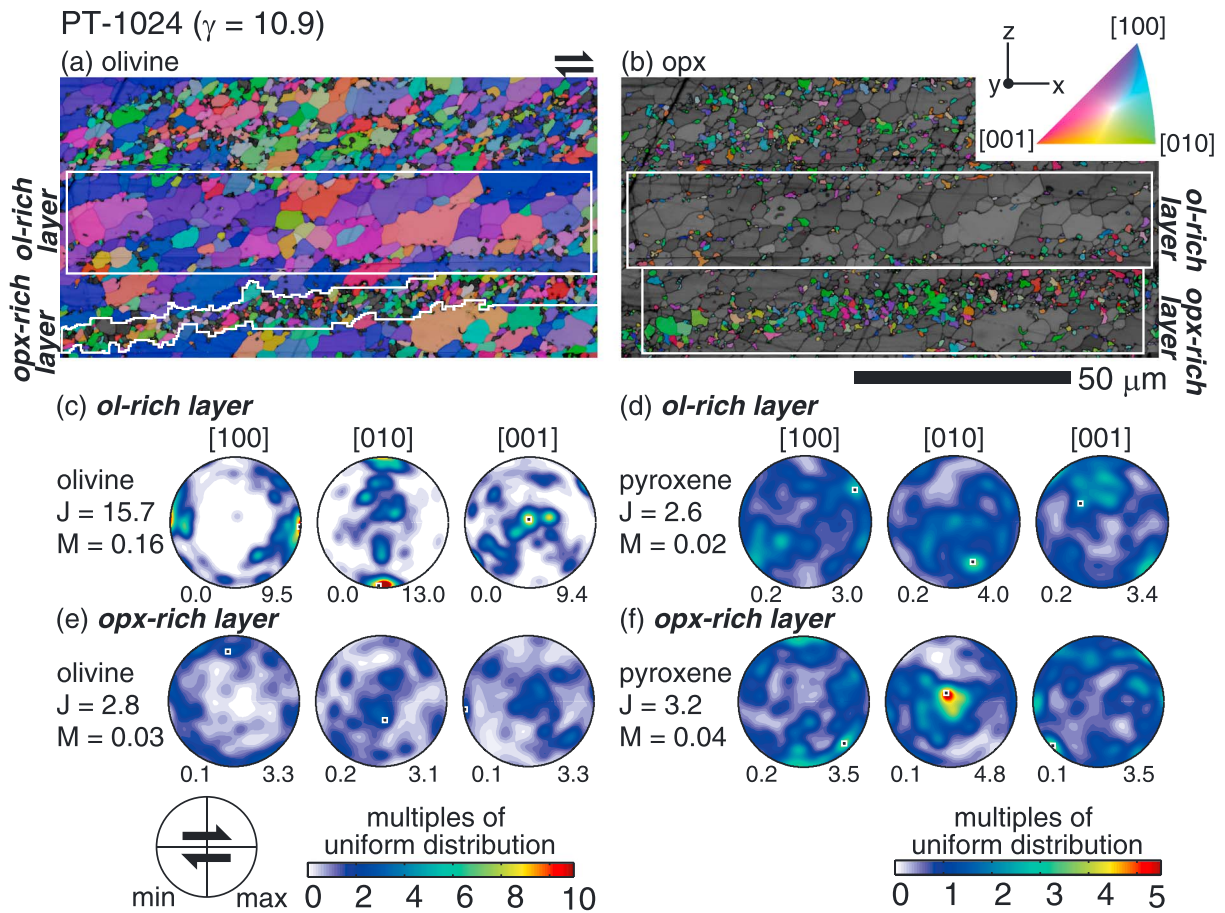 PT-1024 (γ = 10.9)
(a) olivine
(b) opx
z
y
x
[100]
[001]
[010]
ol-rich
layer
opx-rich
layer
ol-rich
layer
opx-rich
layer
50 μm
(c) ol-rich layer
[100] [010] [001]
olivine
J = 15.7
M = 0.16
0.0 9.5 0.0 13.0 0.0 9.4
(d) ol-rich layer
[100] [010] [001]
pyroxene
J = 2.6
M = 0.02
0.2 3.0 0.2 4.0 0.2 3.4
(e) opx-rich layer
olivine
J = 2.8
M = 0.03
0.1 3.3 0.2 3.1 0.1 3.3
(f) opx-rich layer
pyroxene
J = 3.2
M = 0.04
0.2 3.5 0.1 4.8 0.1 3.5
min max
multiples of
uniform distribution
0 2 4 6 8 10
multiples of
uniform distribution
0 1 2 3 4 5